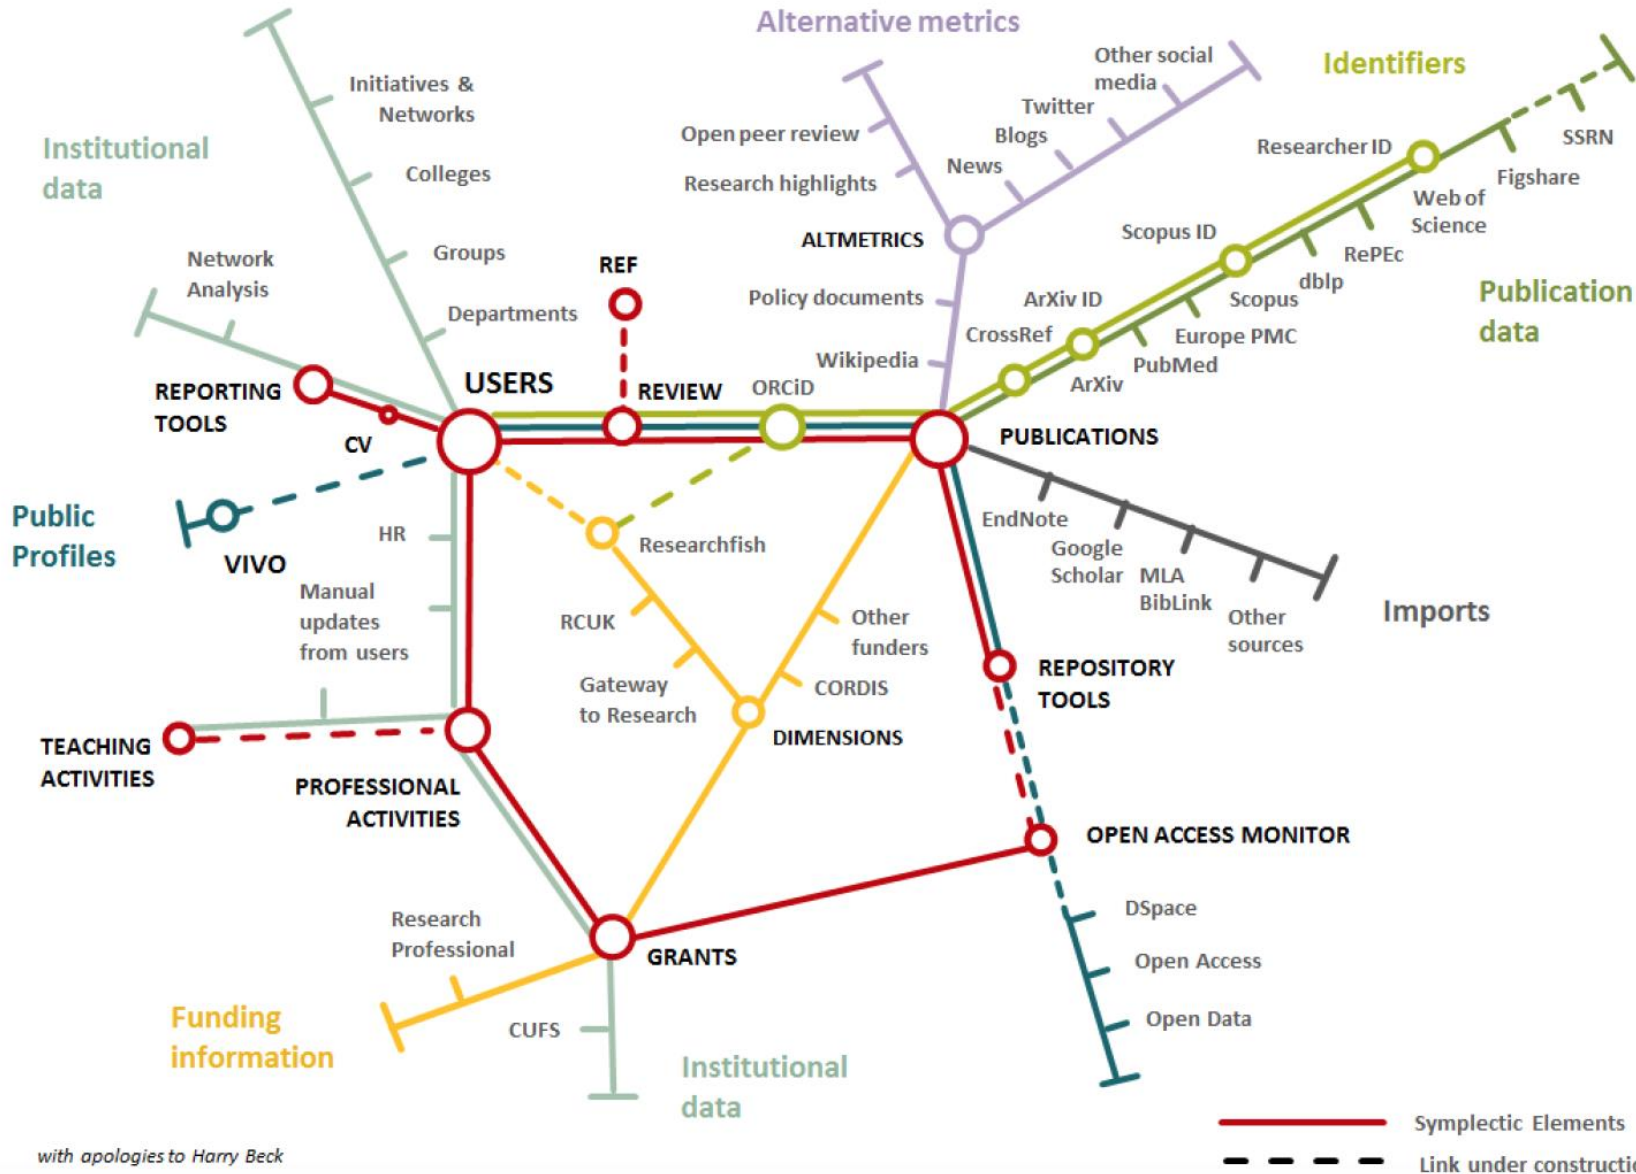 Alternative metrics
Other social
media
Identifiers
Initiatives &
Networks
Twitter
Open peer review
Blogs
SSRN
Institutional
data
Researcher ID
News
Figshare
Colleges
Research highlights
Web of
Science
Scopus ID
ALTMETRICS
Groups
RePEc
Network
Analysis
REF
dblp
Policy documents
ArXiv ID
Scopus
Publication
data
Departments
CrossRef
Europe PMC
Wikipedia
PubMed
USERS
REVIEW
ORCiD
ArXiv
REPORTING
TOOLS
CV
PUBLICATIONS
Public
Profiles
VIVO
HR
Researchfish
EndNote
Google
Scholar
MLA
BibLink
Other
sources
Imports
Manual
updates
from users
RCUK
Other
funders
Gateway
to Research
CORDIS
REPOSITORY
TOOLS
TEACHING
ACTIVITIES
DIMENSIONS
PROFESSIONAL
ACTIVITIES
OPEN ACCESS MONITOR
Research
Professional
GRANTS
DSpace
Open Access
Open Data
Funding
information
CUFS
Institutional
data
Symplectic Elements
with apologies to Harry Beck
Link under constructi